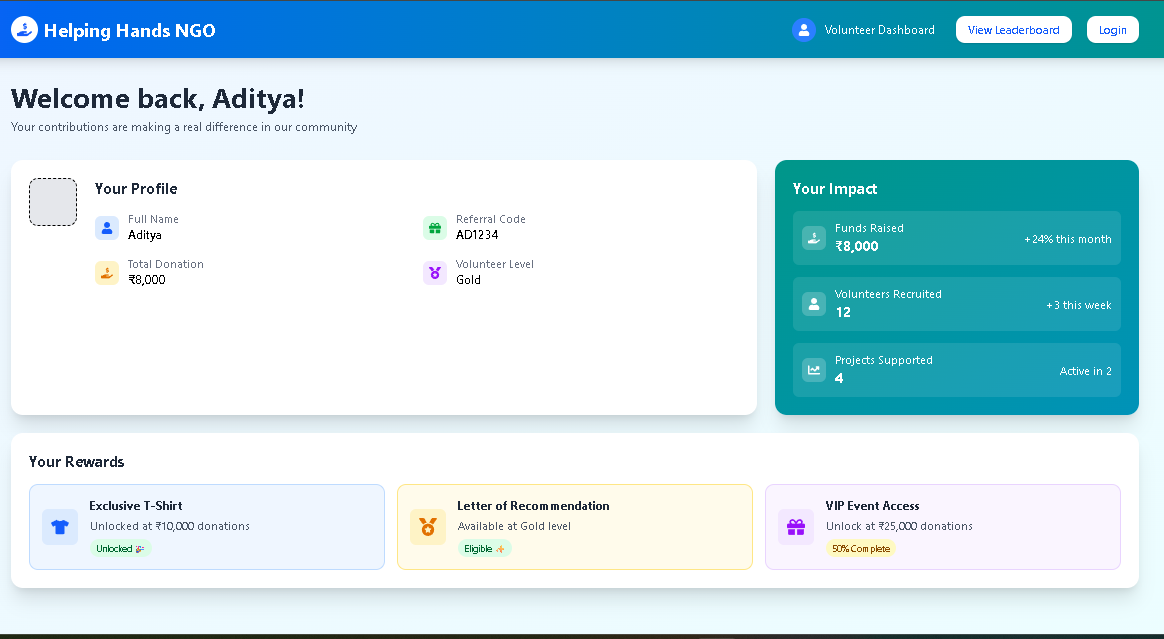 Helping Hands NGO
Volunteer Dashboard
View Leaderboard
Login
Welcome back, Aditya!
Your contributions are making a real difference in our community
Your Profile
Full Name
Aditya
Referral Code
AD1234
Total Donation
₹8,000
Volunteer Level
Gold
Your Impact
Funds Raised
₹8,000
+24% this month
Volunteers Recruited
12
+3 this week
Projects Supported
4
Active in 2
Your Rewards
Exclusive T-Shirt
Unlocked at ₹10,000 donations
Unlocked 🎉
Letter of Recommendation
Available at Gold level
Eligible ✨
VIP Event Access
Unlock at ₹25,000 donations
50% Complete